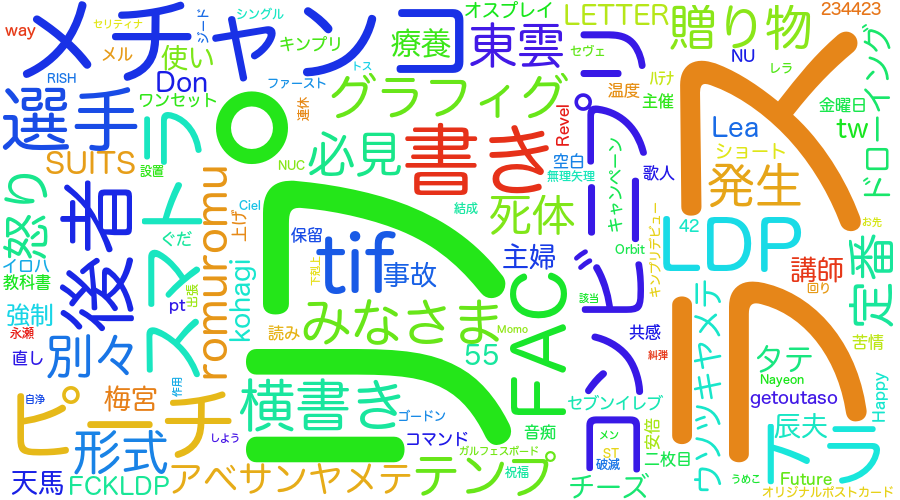 way
セリティナ
メチャンコ
ジード
シングル
オスプレイ
LETTER
贈り物
234423
RISH
メル
使い
Don
キンプリ
療養
東雲
セヴェ
NU
レラ
ワンセット
ファースト
トス
グラフィグ
温度
主催
ハテナ
金曜日
ドローイング
選手
連休
Revel
Lea
tw
SUITS
設置
NUC
必見
書き
空白
無理矢理
キャンペーン
歌人
ショート
発生
怒り
後者
ストマトラ
romuromu
上げ
Ciel
結成
死体
42
お先
ぐだ
保留
tif
主婦
Orbit
キンプリデビュー
LDP
定番
イロハ
教科書
kohagi
下剋上
事故
講師
回り
pt
出張
該当
強制
永瀬
読み
みなさま
Momo
FAC
コンビニプリ
共感
苦情
直し
別々
55
糾弾
ウソツキヤメテ
タテ
Nayeon
自浄
作用
梅宮
横書き
ゴードン
セブンイレブ
getoutaso
Happy
ピーチ
形式
しよう
コマンド
音痴
メン
安倍
辰夫
ガルフェスボード
ST
天馬
FCKLDP
アベサンヤメテ
テンプ
祝福
破滅
二枚目
うめこ
Future
チーズ
オリジナルポストカード